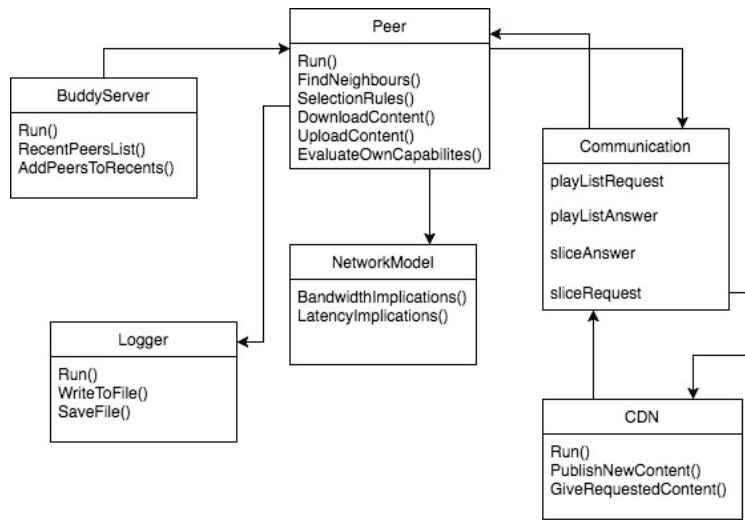 Peer
Run()
FindNeighbours()
SelectionRules()
DownloadContent()
UploadContent()
EvaluateOwnCapabilites()
BuddyServer
Run()
RecentPeersList()
AddPeersToRecents()
Communication
playListRequest
playListAnswer
sliceAnswer
sliceRequest
NetworkModel
BandwidthImplications()
LatencyImplications()
Logger
Run()
WriteToFile()
SaveFile()
CDN
Run()
PublishNewContent()
GiveRequestedContent()